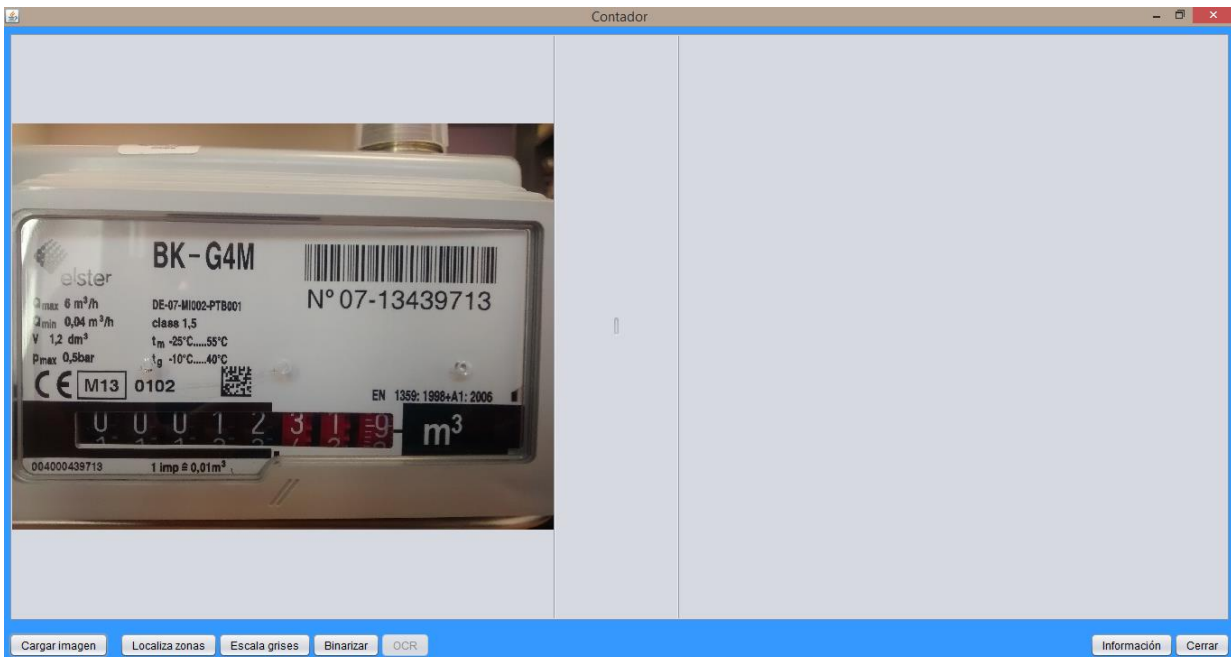 Contador
elster
BK-G4M
Nº 07-13439713
Qmax 6 m³/h
Qmin 0,04 m³/h
V 1,2 dm³
pmax 0,5bar
DE-07-MI002-PTB001
class 1,5
tm -25°C.....55°C
tg -10°C.....40°C
CE M13 0102
EN 1359: 1998+A1: 2006
0 0 0 1 2 3 1 9 m³
004000439713
1 imp ≙ 0,01m³
Cargar imagen Localiza zonas Escala grises Binarizar OCR Información Cerrar